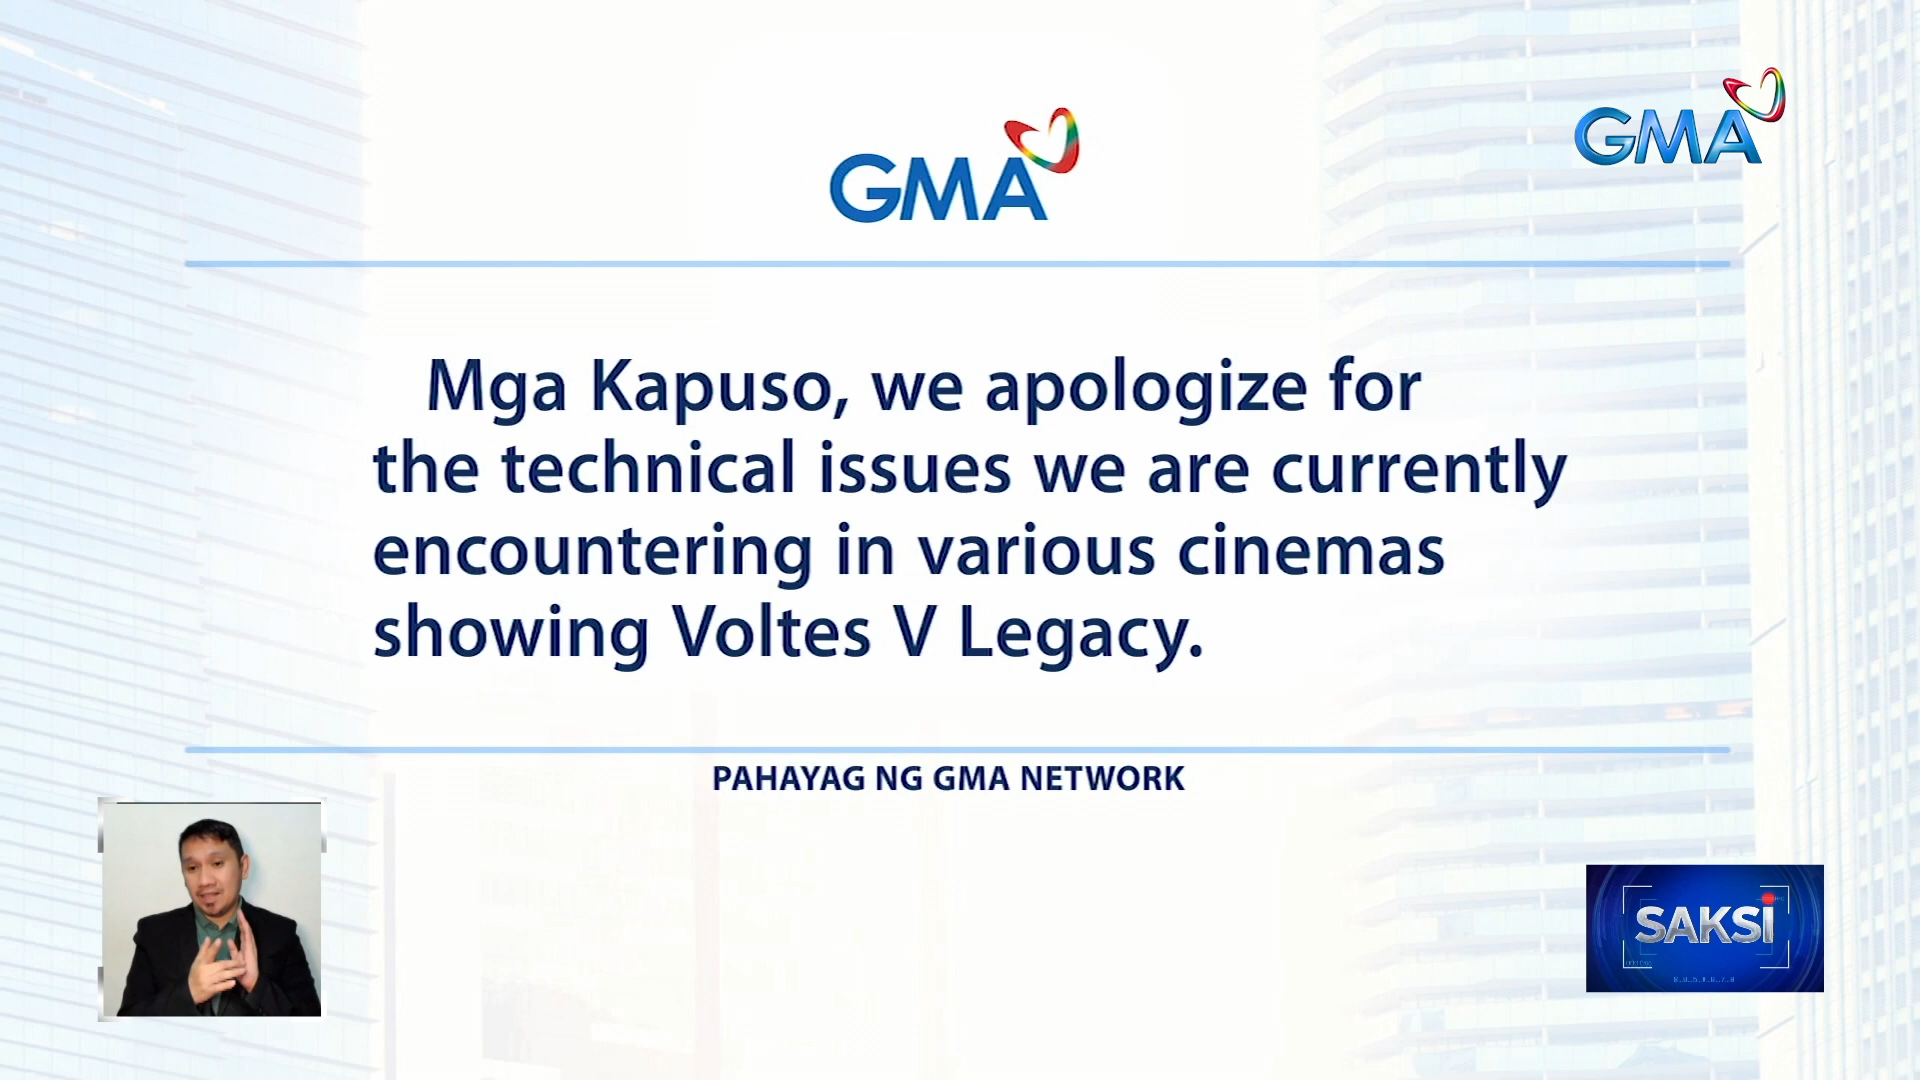 GMA
GMA
Mga Kapuso, we apologize for
the technical issues we are currently
encountering in various cinemas
showing Voltes V Legacy.
PAHAYAG NG GMA NETWORK
SAKSI